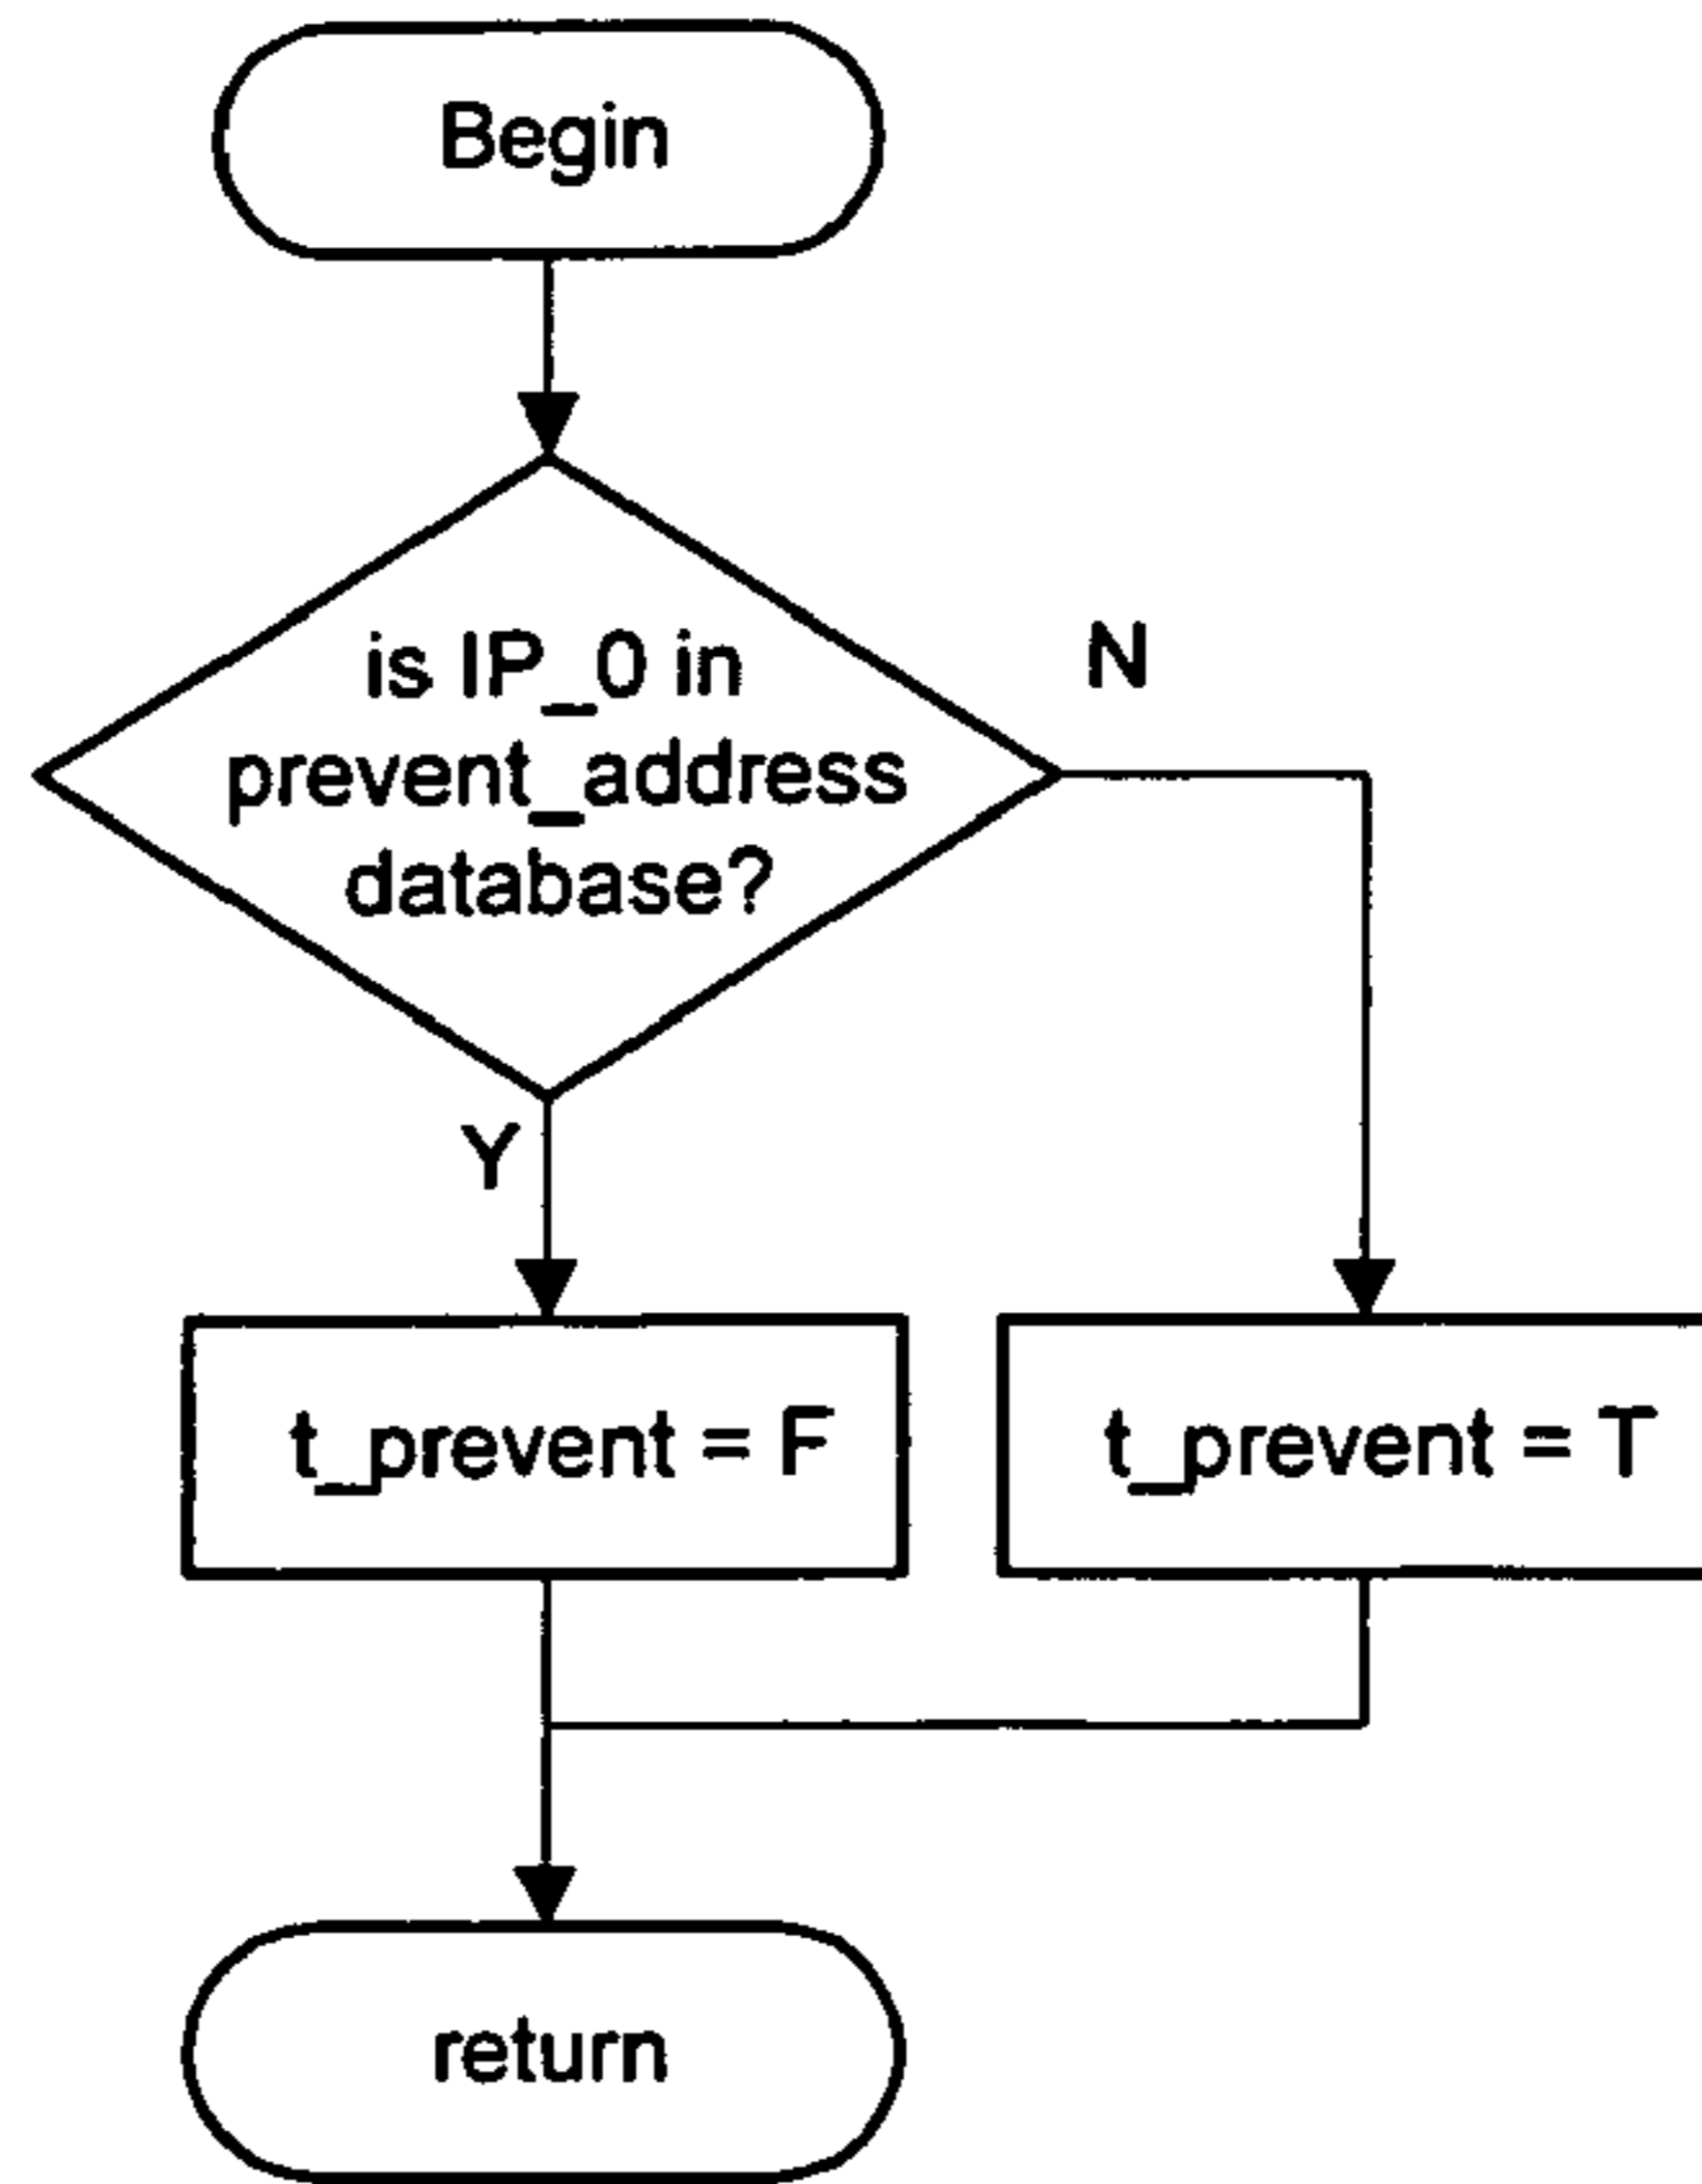 Begin
is IP_0 in
prevent_address
database?
N
Y
t_prevent = F
t_prevent = T
return